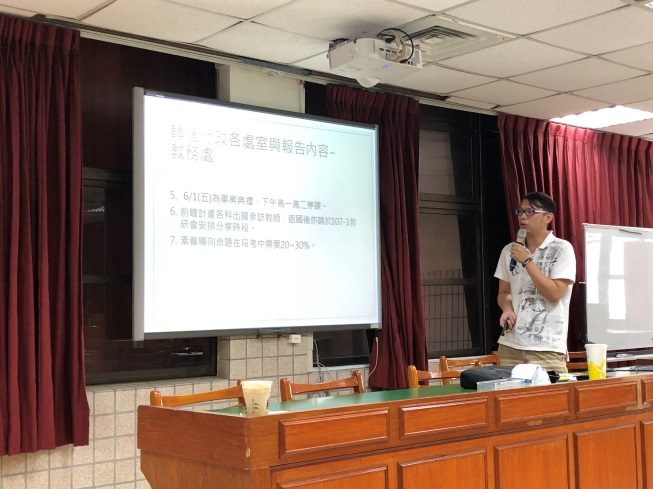 轉達行政各處室與報告內容~
教務處
5. 6/1(五)為畢業典禮，下午高一高二停課。
6. 前瞻計畫各科出國參訪教師，返國後亦請於107-1教
研會安排分享時段。
7. 素養導向命題在段考中需要20~30%。